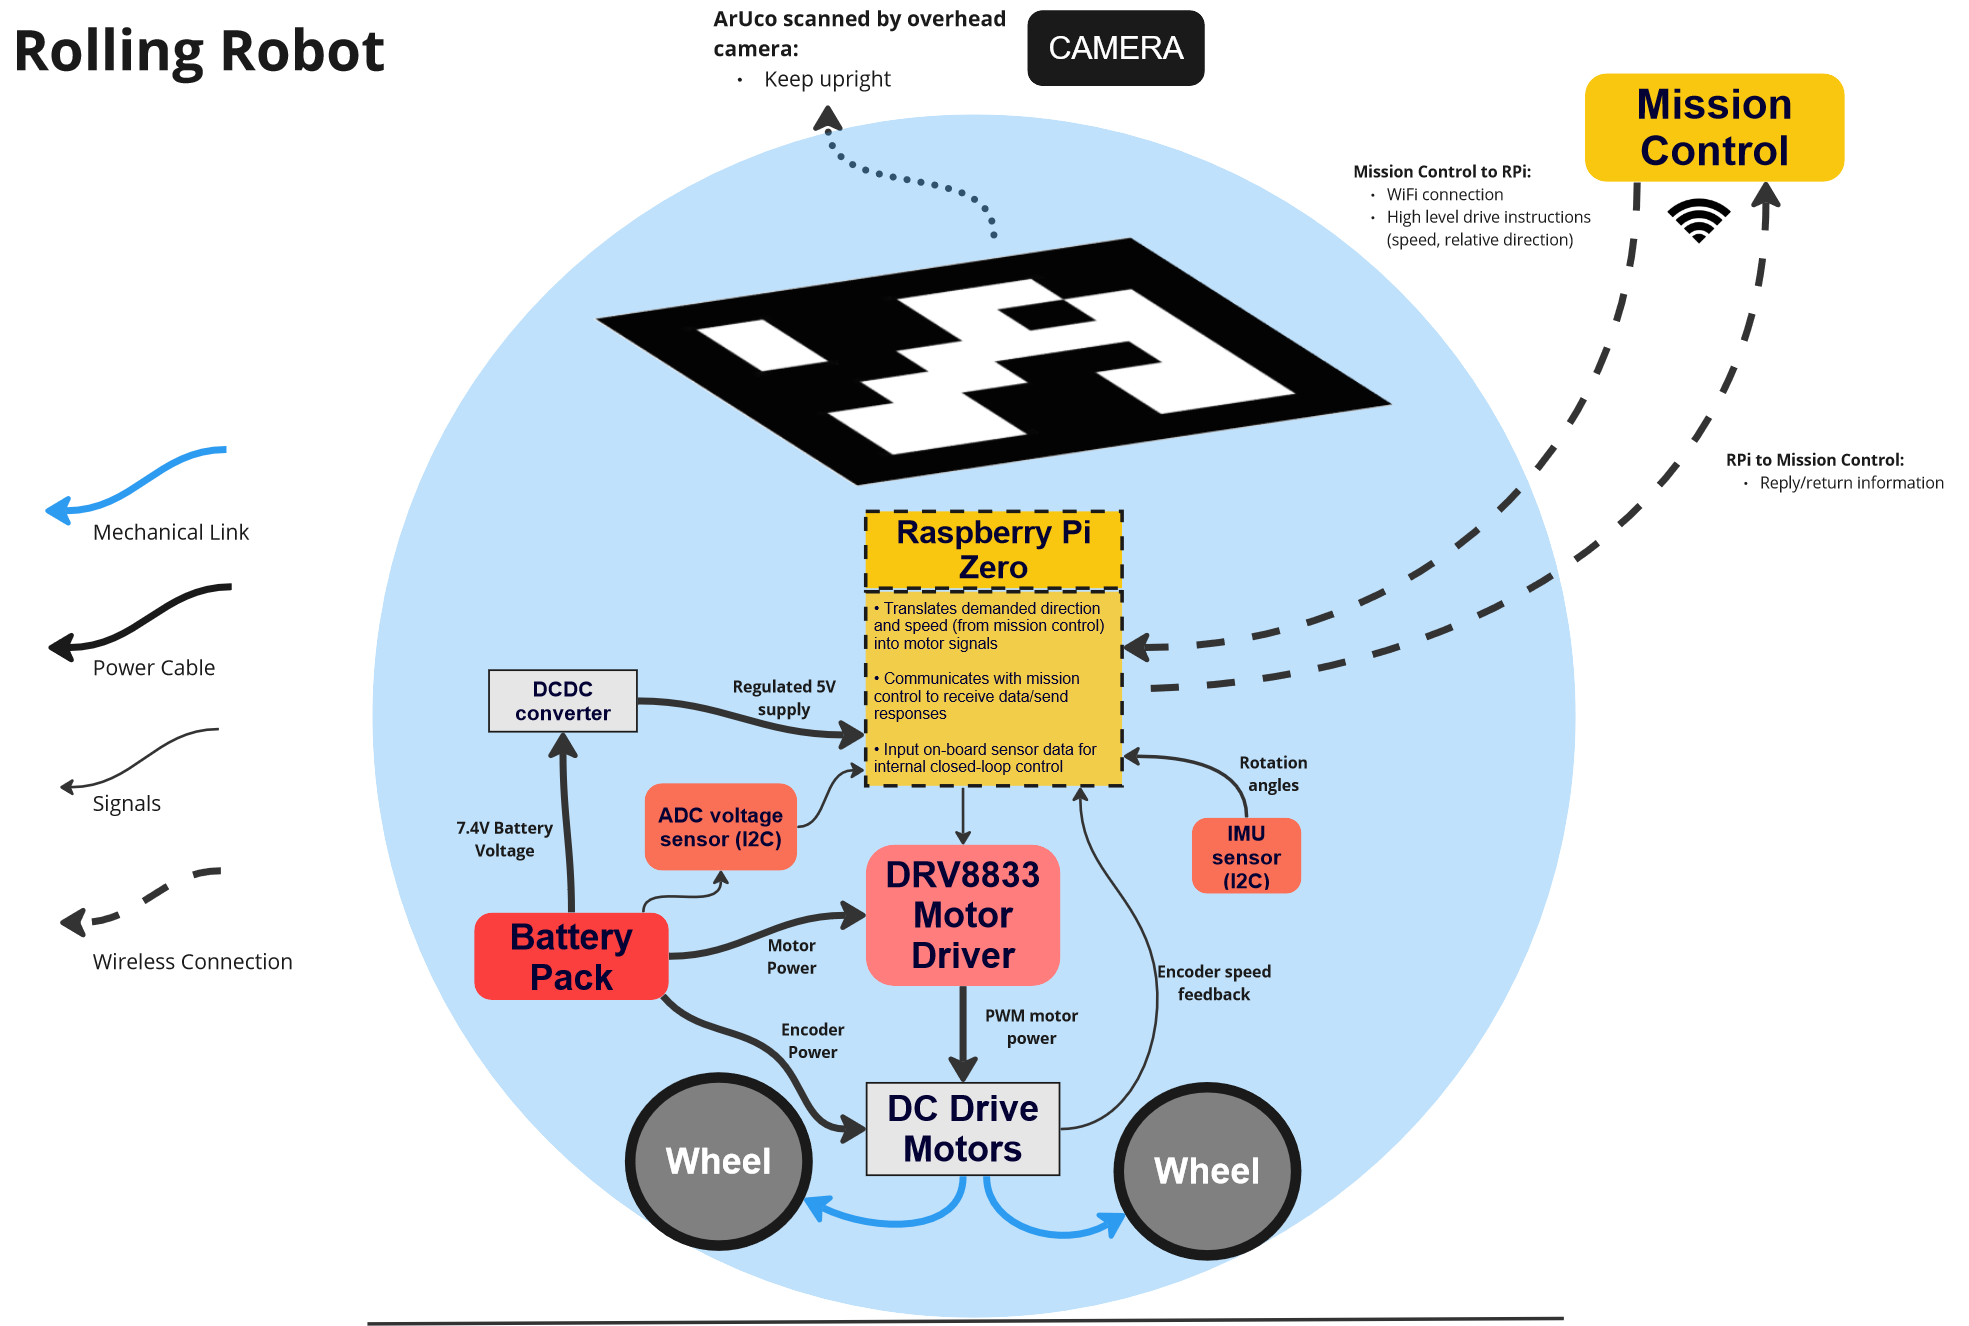 Rolling Robot
ArUco scanned by overhead
camera:
• Keep upright
CAMERA
Mission
Control
Mission Control to RPi:
• WiFi connection
• High level drive instructions
(speed, relative direction)
RPi to Mission Control:
• Reply/return information
Mechanical Link
Power Cable
Signals
Wireless Connection
Raspberry Pi
Zero
• Translates demanded direction
and speed (from mission control)
into motor signals
• Communicates with mission
control to receive data/send
responses
• Input on-board sensor data for
internal closed-loop control
DCDC
converter
Regulated 5V
supply
Rotation
angles
ADC voltage
sensor (I2C)
7.4V Battery
Voltage
IMU
sensor
(I2C)
DRV8833
Motor
Driver
Battery
Pack
Motor
Power
Encoder speed
feedback
Encoder
Power
PWM motor
power
DC Drive
Motors
Wheel
Wheel